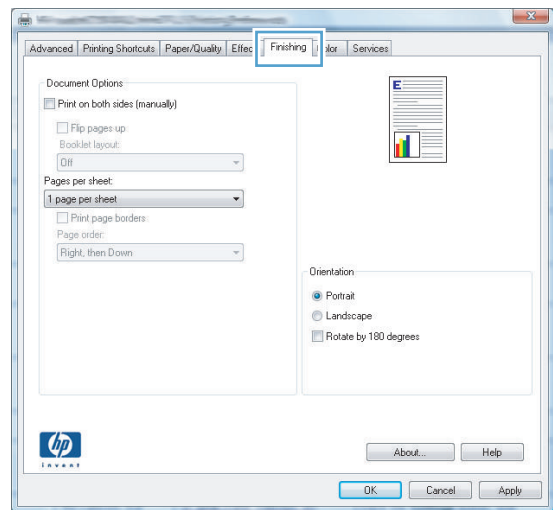 Advanced Printing Shortcuts Paper/Quality Effec Finishing olor Services
Document Options
Print on both sides (manually)
Flip pages up
Booklet layout:
Off
Pages per sheet:
1 page per sheet
Print page borders
Page order:
Right, then Down
E
Orientation
Portrait
Landscape
Rotate by 180 degrees
hp
invent
About... Help
OK Cancel Apply